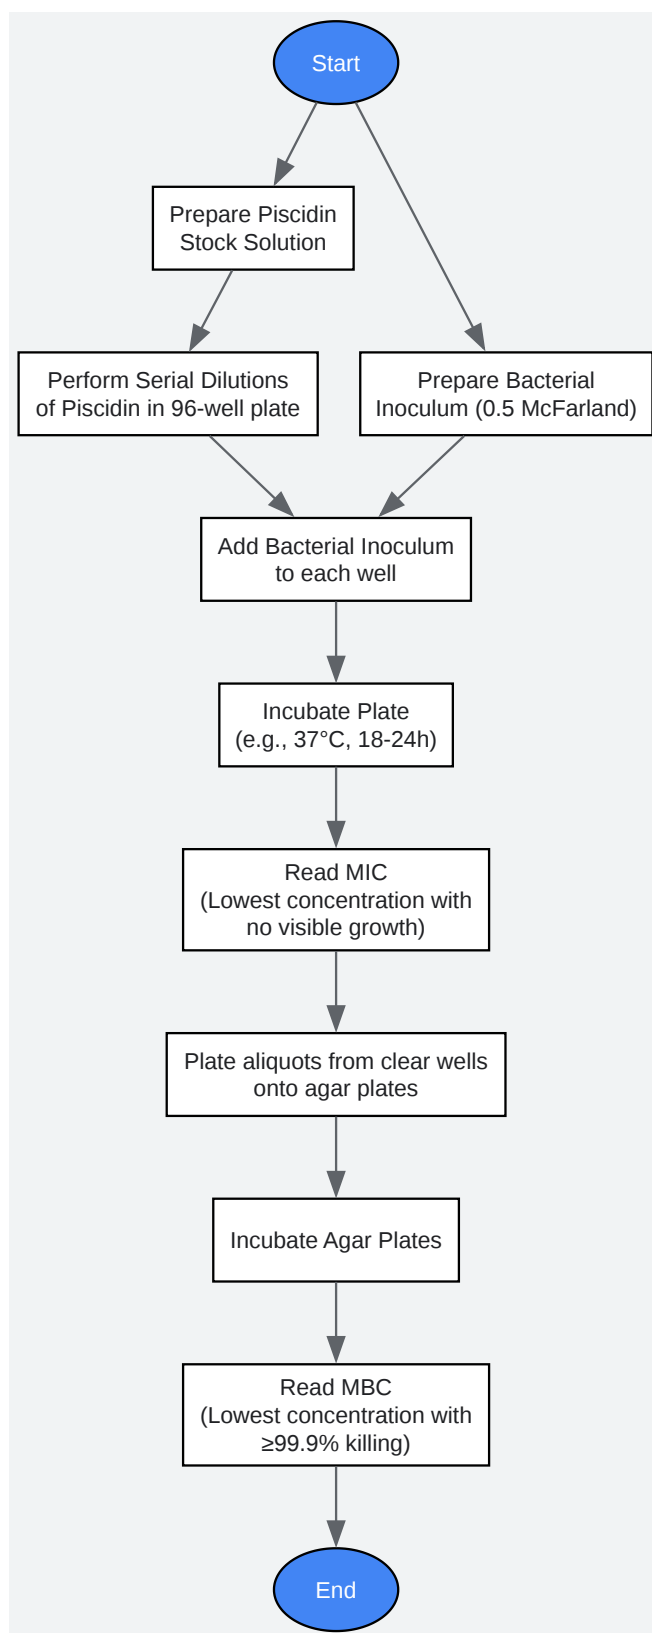 Start
Prepare Piscidin
Stock Solution
Perform Serial Dilutions
of Piscidin in 96-well plate
Prepare Bacterial
Inoculum (0.5 McFarland)
Add Bacterial Inoculum
to each well
Incubate Plate
(e.g., 37°C, 18-24h)
Read MIC
(Lowest concentration with
no visible growth)
Plate aliquots from clear wells
onto agar plates
Incubate Agar Plates
Read MBC
(Lowest concentration with
≥99.9% killing)
End